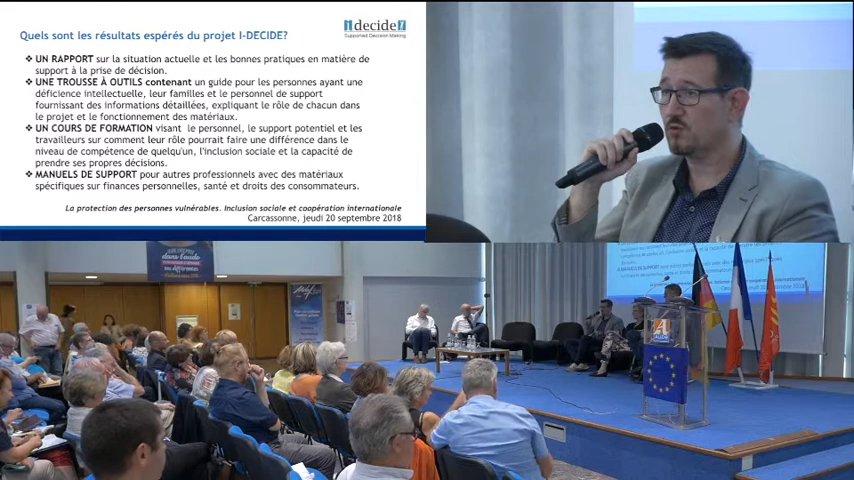 Quels sont les résultats espérés du projet I-DECIDE?
I decide
Supported Decision Making
❖ UN RAPPORT sur la situation actuelle et les bonnes pratiques en matière de
support à la prise de décision.
❖ UNE TROUSSE À OUTILS contenant un guide pour les personnes ayant une
déficience intellectuelle, leur familles et le personnel de support
fournissant des informations détaillées, expliquant le rôle de chacun dans
le projet et le fonctionnement des matériaux.
❖ UN COURS DE FORMATION visant le personnel, le support potentiel et les
travailleurs sur comment leur rôle pourrait faire une différence dans le
niveau de compétence de quelqu'un, l'inclusion sociale et la capacité de
prendre ses propres décisions.
❖ MANUELS DE SUPPORT pour autres professionnels avec des matériaux
spécifiques sur finances personnelles, santé et droits des consommateurs.
La protection des personnes vulnérables. Inclusion sociale et coopération internationale
Carcassonne, jeudi 20 septembre 2018
dans l'aude
différences